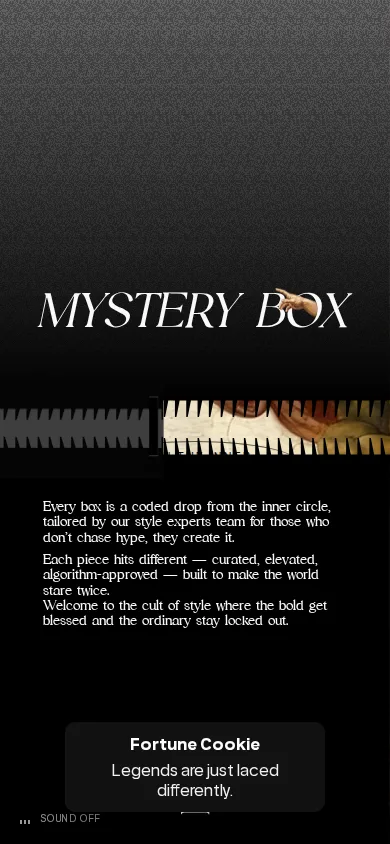 MYSTERY BOX
Every box is a coded drop from the inner circle,
tailored by our style experts team for those who
don't chase hype, they create it.
Each piece hits different — curated, elevated,
algorithm-approved — built to make the world
stare twice.
Welcome to the cult of style where the bold get
blessed and the ordinary stay locked out.
Fortune Cookie
Legends are just laced
differently.
SOUND OFF